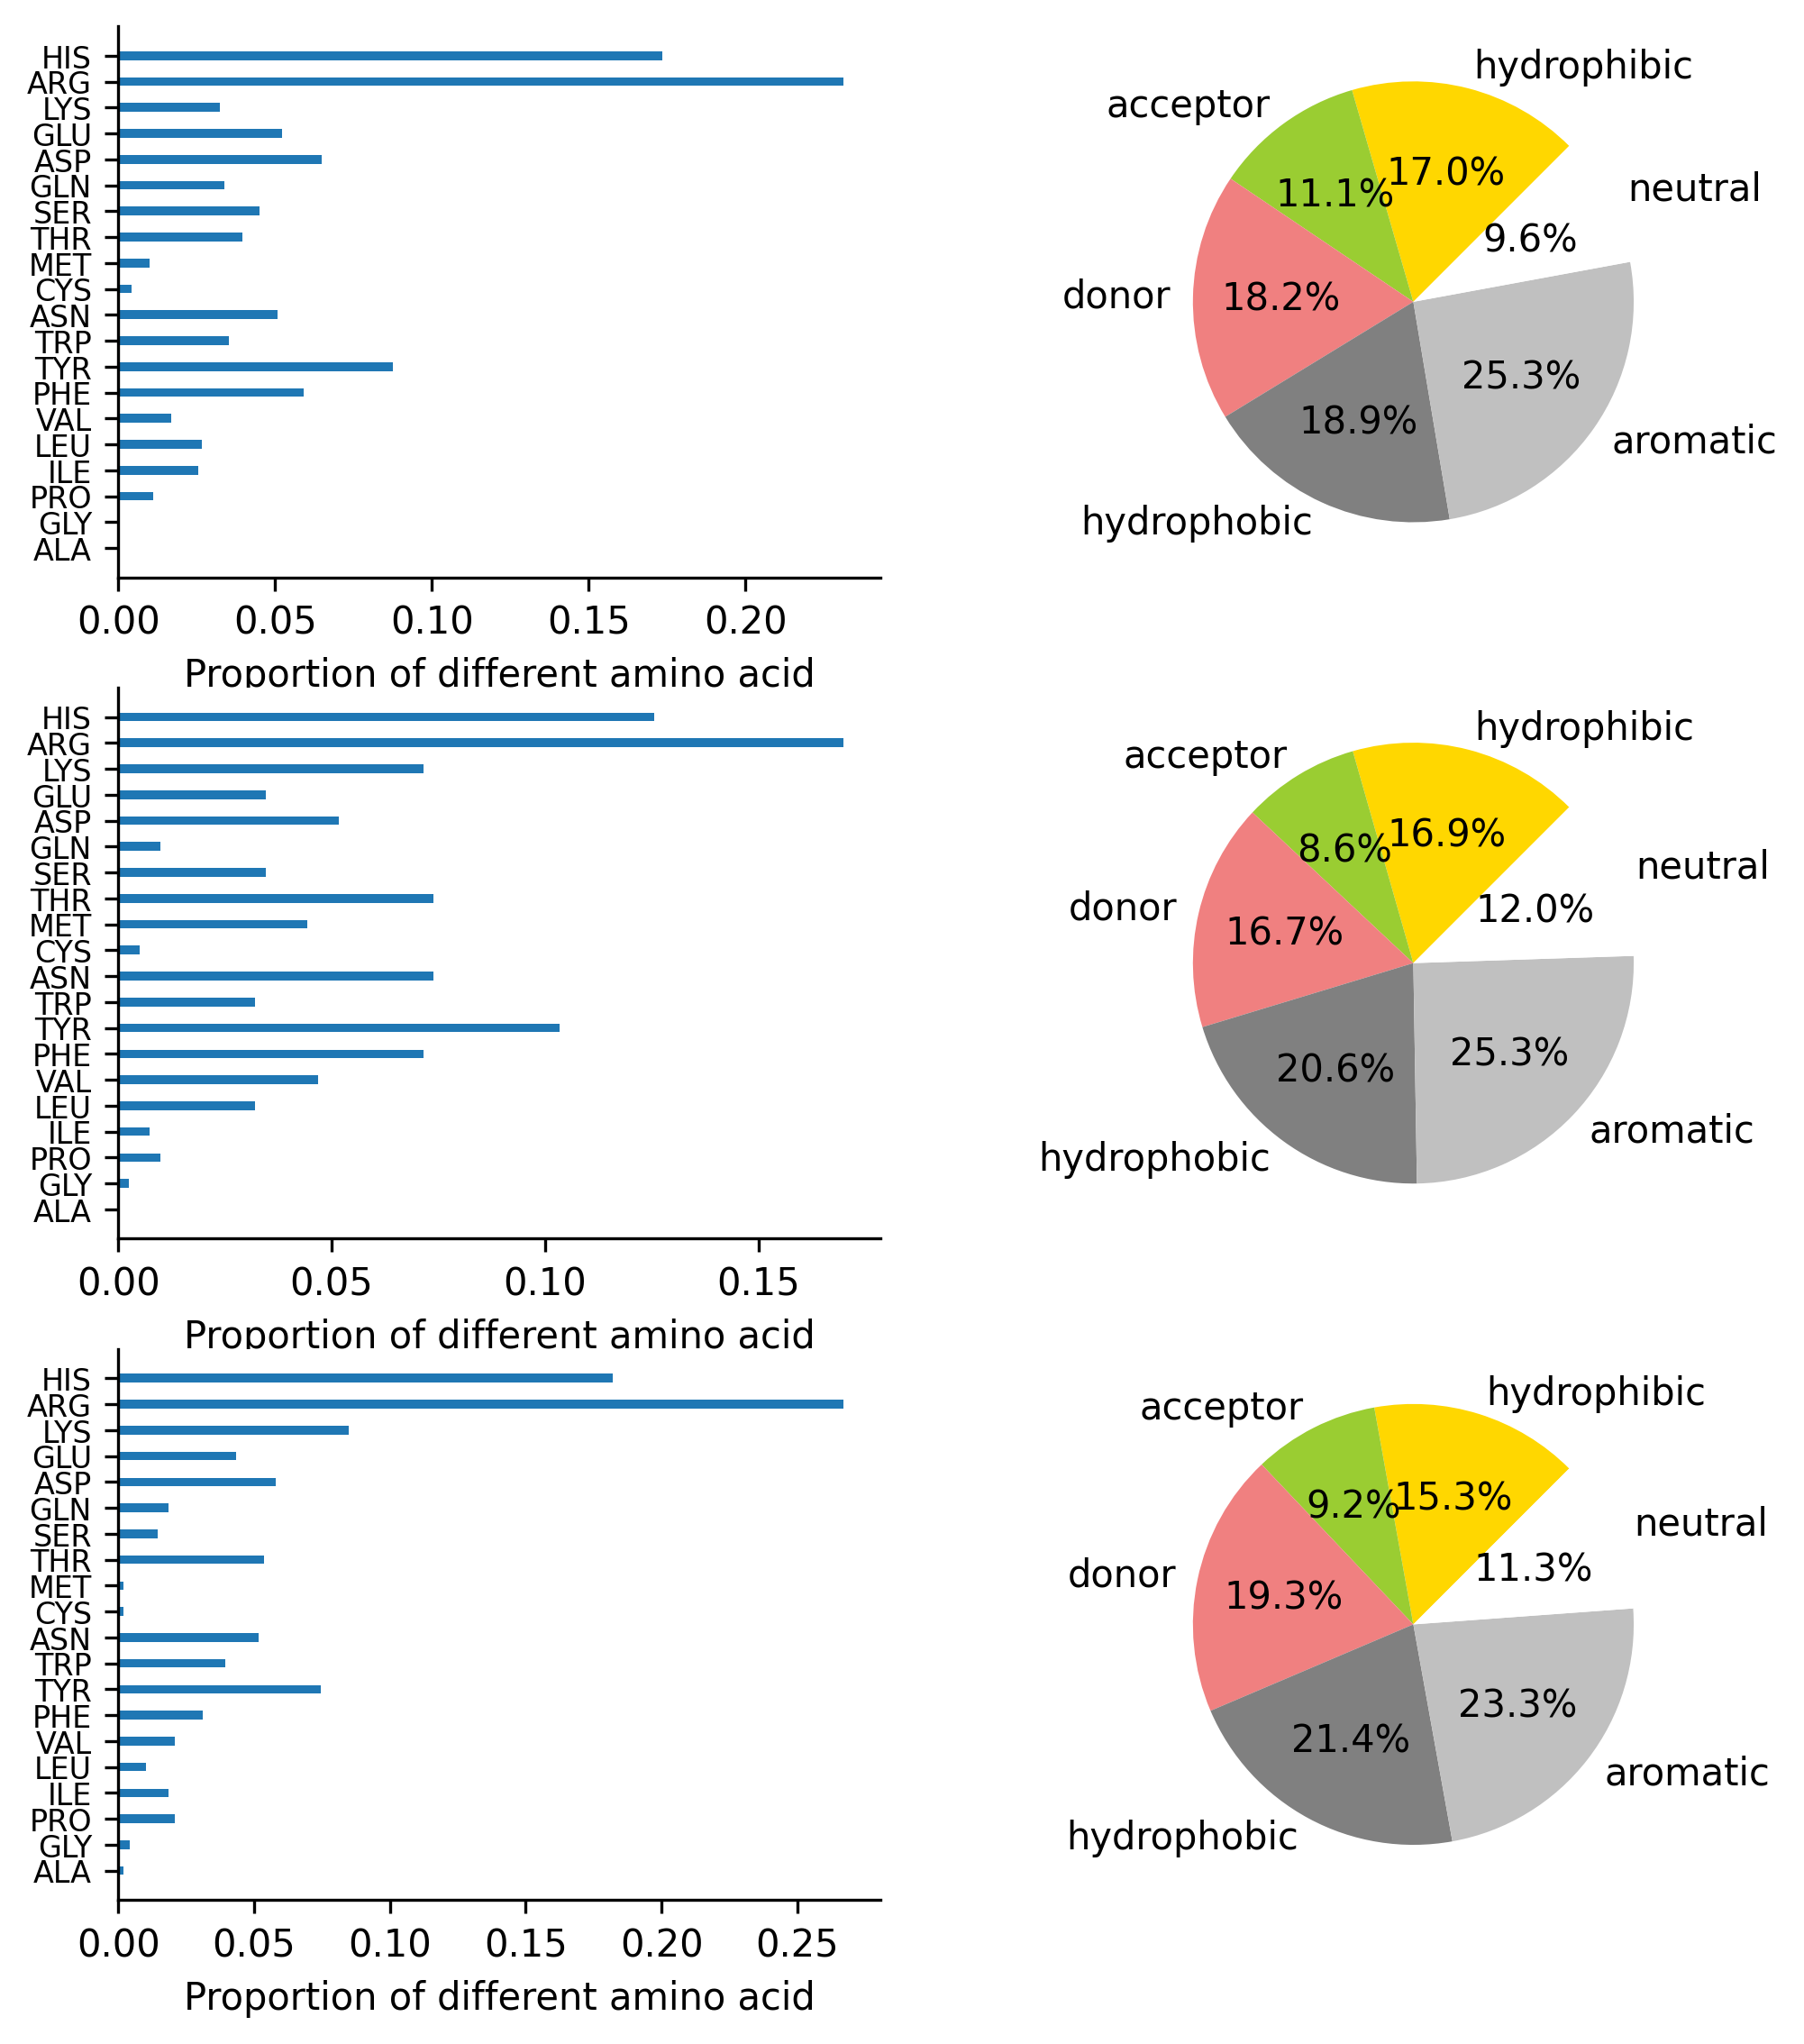 HIS
ARG
LYS
GLU
ASP
GLN
SER
THR
MET
CYS
ASN
TRP
TYR
PHE
VAL
LEU
ILE
PRO
GLY
ALA
0.00 0.05 0.10 0.15 0.20
Proportion of different amino acid
hydrophibic
acceptor
donor
hydrophobic
aromatic
neutral
17.0%
11.1%
18.2%
18.9%
25.3%
9.6%
HIS
ARG
LYS
GLU
ASP
GLN
SER
THR
MET
CYS
ASN
TRP
TYR
PHE
VAL
LEU
ILE
PRO
GLY
ALA
0.00 0.05 0.10 0.15
Proportion of different amino acid
hydrophibic
acceptor
donor
hydrophobic
aromatic
neutral
16.9%
8.6%
16.7%
20.6%
25.3%
12.0%
HIS
ARG
LYS
GLU
ASP
GLN
SER
THR
MET
CYS
ASN
TRP
TYR
PHE
VAL
LEU
ILE
PRO
GLY
ALA
0.00 0.05 0.10 0.15 0.20 0.25
Proportion of different amino acid
hydrophibic
acceptor
donor
hydrophobic
aromatic
neutral
15.3%
9.2%
19.3%
21.4%
23.3%
11.3%